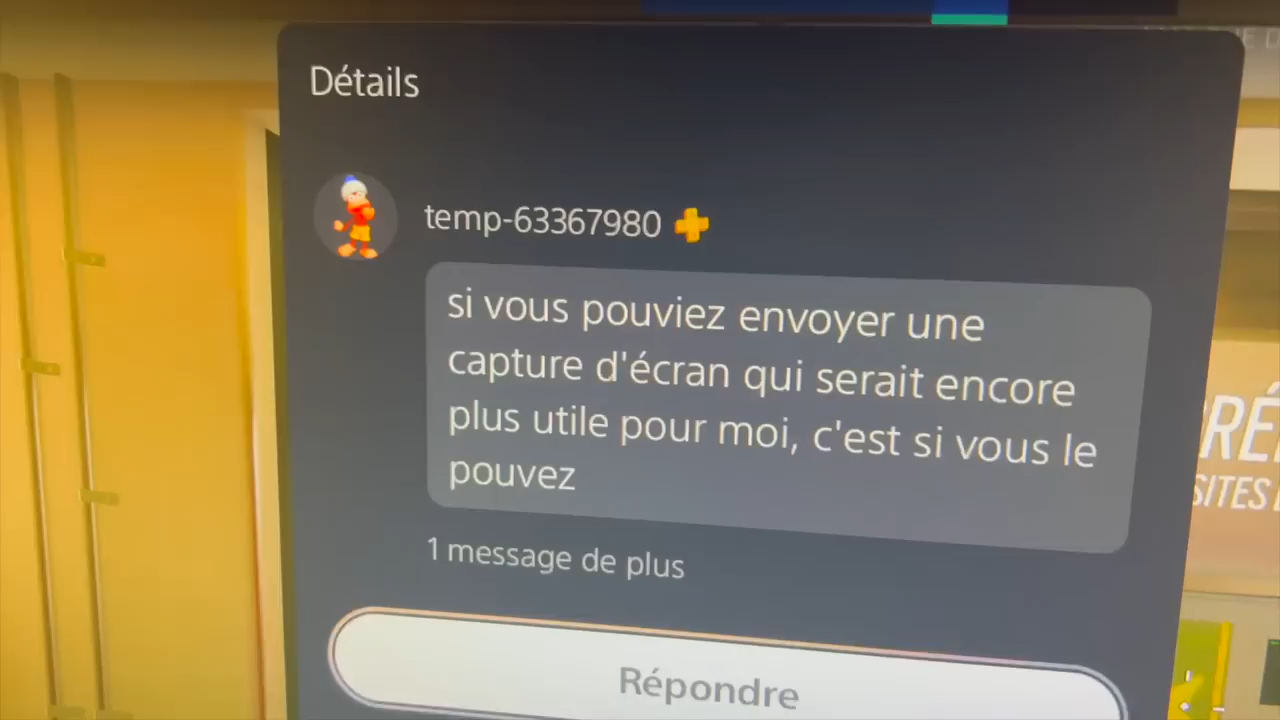 Détails
temp-63367980
si vous pouviez envoyer une
capture d'écran qui serait encore
plus utile pour moi, c'est si vous le
pouvez
1 message de plus
Répondre